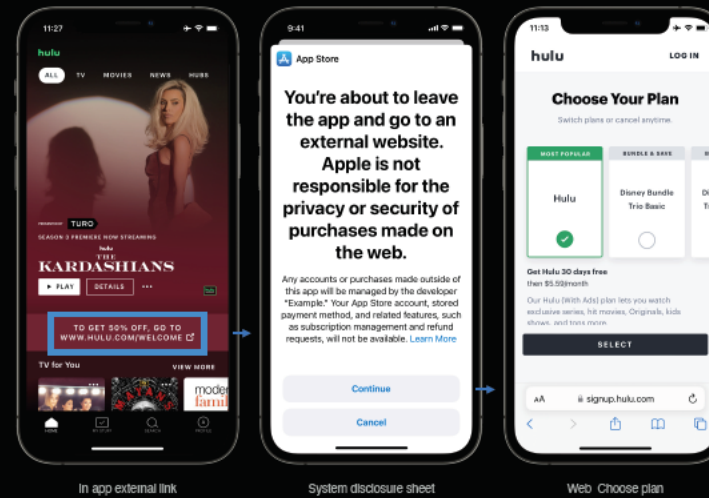 11:27
hulu
ALL TV MOVIES NEWS HUBS
TURO
SEASON 3 PREMIERE NOW STREAMING
hulu
THE
KARDASHIANS
PLAY DETAILS
hulu
TO GET 50% OFF, GO TO
WWW.HULU.COM/WELCOME
TV for You
VIEW MORE
modern
famil
HOME MY STUFF SEARCH PROFILE
In app external link
9:41
App Store
You're about to leave
the app and go to an
external website.
Apple is not
responsible for the
privacy or security of
purchases made on
the web.
Any accounts or purchases made outside of
this app will be managed by the developer
"Example." Your App Store account, stored
payment method, and related features, such
as subscription management and refund
requests, will not be available. Learn More
Continue
Cancel
System disclosure sheet
11:13
hulu LOG IN
Choose Your Plan
Switch plans or cancel anytime.
MOST POPULAR
Hulu
BUNDLE & SAVE
Disney Bundle
Trio Basic
Get Hulu 30 days free
then $5.59/month
Our Hulu (With Ads) plan lets you watch
exclusive series, hit movies, Originals, kids
shows, and tons more.
SELECT
AA signup.hulu.com
Web Choose plan